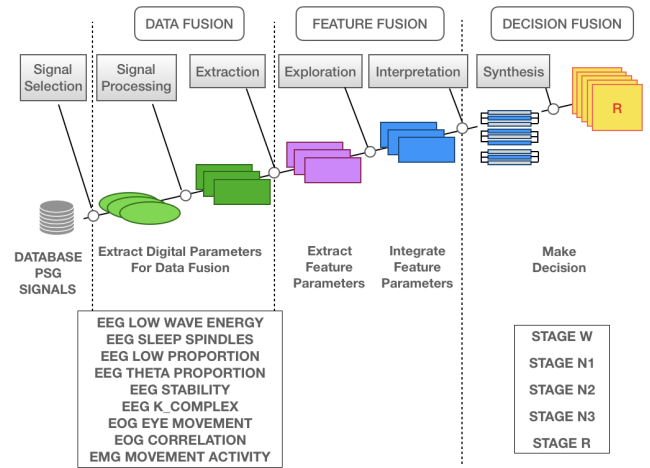 DATA FUSION
FEATURE FUSION
DECISION FUSION
Signal
Selection
Signal
Processing
Extraction
Exploration
Interpretation
Synthesis
R
DATABASE
PSG
SIGNALS
Extract Digital Parameters
For Data Fusion
Extract
Feature
Parameters
Integrate
Feature
Parameters
Make
Decision
EEG LOW WAVE ENERGY
EEG SLEEP SPINDLES
EEG LOW PROPORTION
EEG THETA PROPORTION
EEG STABILITY
EEG K_COMPLEX
EOG EYE MOVEMENT
EOG CORRELATION
EMG MOVEMENT ACTIVITY
STAGE W
STAGE N1
STAGE N2
STAGE N3
STAGE R